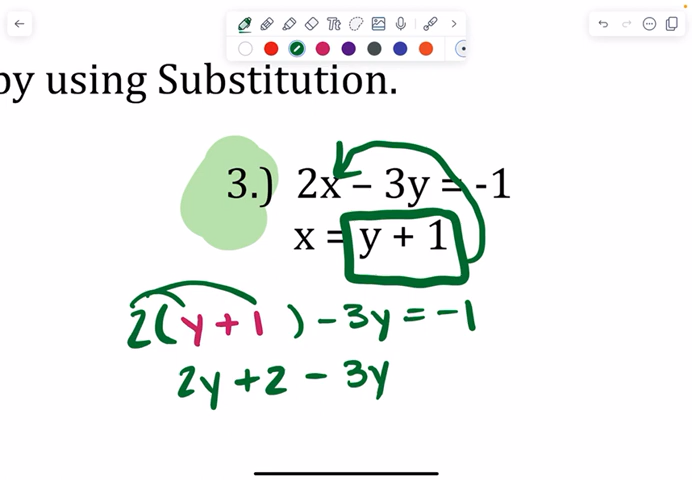 by using Substitution.
3.) 2x – 3y = -1
x = y + 1
2(y + 1) - 3y = -1
2y + 2 - 3y